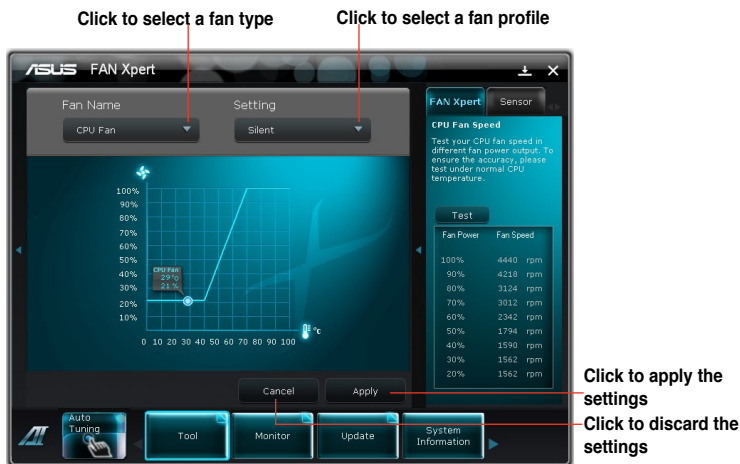 Click to select a fan type
Click to select a fan profile
ASUS FAN Xpert
Fan Name
Setting
CPU Fan
Silent
100%
90%
80%
70%
60%
50%
40%
30%
20%
10%
CPU Fan
29°c
21 %
0 10 20 30 40 50 60 70 80 90 100
°c
Cancel
Apply
FAN Xpert
Sensor
CPU Fan Speed
Test your CPU fan speed in
different fan power output. To
ensure the accuracy, please
test under normal CPU
temperature.
Test
Fan Power Fan Speed
100% 4440 rpm
90% 4218 rpm
80% 3124 rpm
70% 3012 rpm
60% 2342 rpm
50% 1794 rpm
40% 1590 rpm
30% 1562 rpm
20% 1562 rpm
Click to apply the
settings
Click to discard the
settings
Auto
Tuning
Tool
Monitor
Update
System
Information